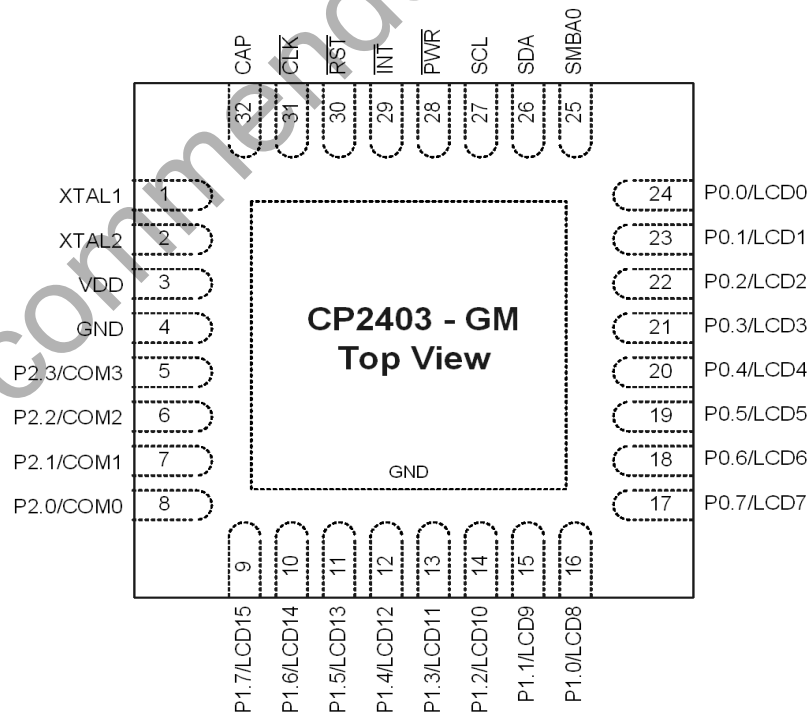 commend
CAP
CLK
RST
INT
PWR
SCL
SDA
SMBA0
32
31
30
29
28
27
26
25
XTAL1 1
XTAL2 2
VDD 3
GND 4
P2.3/COM3 5
P2.2/COM2 6
P2.1/COM1 7
P2.0/COM0 8
CP2403 - GM
Top View
GND
24 P0.0/LCD0
23 P0.1/LCD1
22 P0.2/LCD2
21 P0.3/LCD3
20 P0.4/LCD4
19 P0.5/LCD5
18 P0.6/LCD6
17 P0.7/LCD7
9
10
11
12
13
14
15
16
P1.7/LCD15
P1.6/LCD14
P1.5/LCD13
P1.4/LCD12
P1.3/LCD11
P1.2/LCD10
P1.1/LCD9
P1.0/LCD8